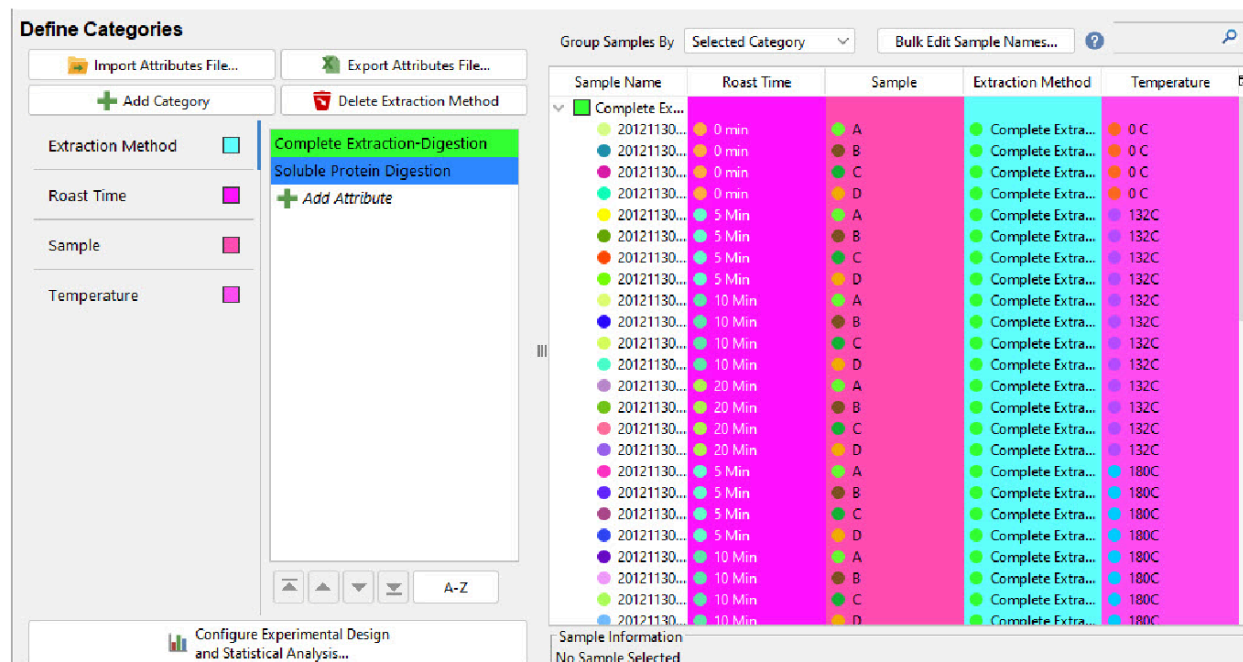 Define Categories
Import Attributes File...
Export Attributes File...
Add Category
Delete Extraction Method
Extraction Method
Roast Time
Sample
Temperature
Complete Extraction-Digestion
Soluble Protein Digestion
Add Attribute
A-Z
Configure Experimental Design
and Statistical Analysis...
Group Samples By Selected Category Bulk Edit Sample Names... ?
Sample Name Roast Time Sample Extraction Method Temperature
Complete Ex...
20121130... 0 min A Complete Extra... 0 C
20121130... 0 min B Complete Extra... 0 C
20121130... 0 min C Complete Extra... 0 C
20121130... 0 min D Complete Extra... 0 C
20121130... 5 Min A Complete Extra... 132C
20121130... 5 Min B Complete Extra... 132C
20121130... 5 Min C Complete Extra... 132C
20121130... 5 Min D Complete Extra... 132C
20121130... 10 Min A Complete Extra... 132C
20121130... 10 Min B Complete Extra... 132C
20121130... 10 Min C Complete Extra... 132C
20121130... 10 Min D Complete Extra... 132C
20121130... 20 Min A Complete Extra... 132C
20121130... 20 Min B Complete Extra... 132C
20121130... 20 Min C Complete Extra... 132C
20121130... 20 Min D Complete Extra... 132C
20121130... 5 Min A Complete Extra... 180C
20121130... 5 Min B Complete Extra... 180C
20121130... 5 Min C Complete Extra... 180C
20121130... 5 Min D Complete Extra... 180C
20121130... 10 Min A Complete Extra... 180C
20121130... 10 Min B Complete Extra... 180C
20121130... 10 Min C Complete Extra... 180C
20121130... 10 Min D Complete Extra... 180C
Sample Information
No Sample Selected